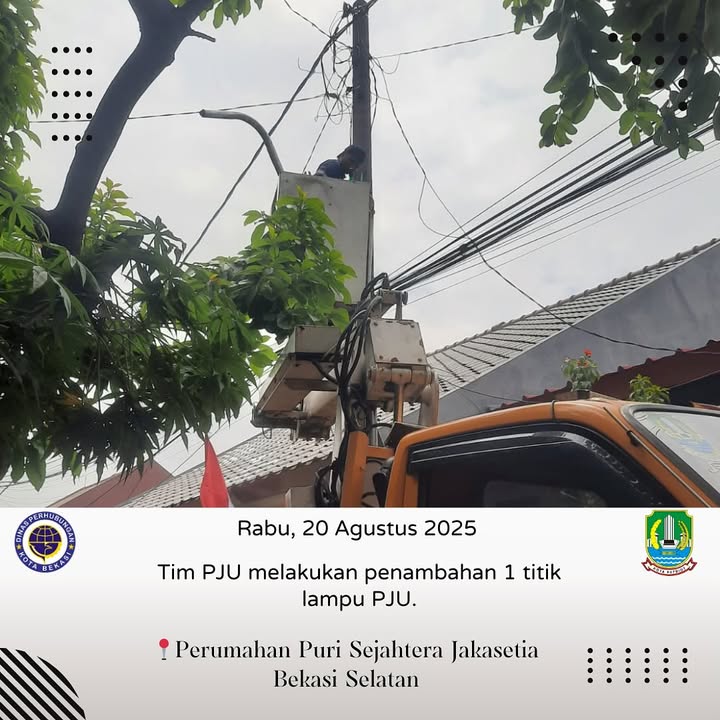 DINAS PERHUBUNGAN
KOTA BEKASI
Rabu, 20 Agustus 2025
Tim PJU melakukan penambahan 1 titik
lampu PJU.
Perumahan Puri Sejahtera Jakasetia
Bekasi Selatan